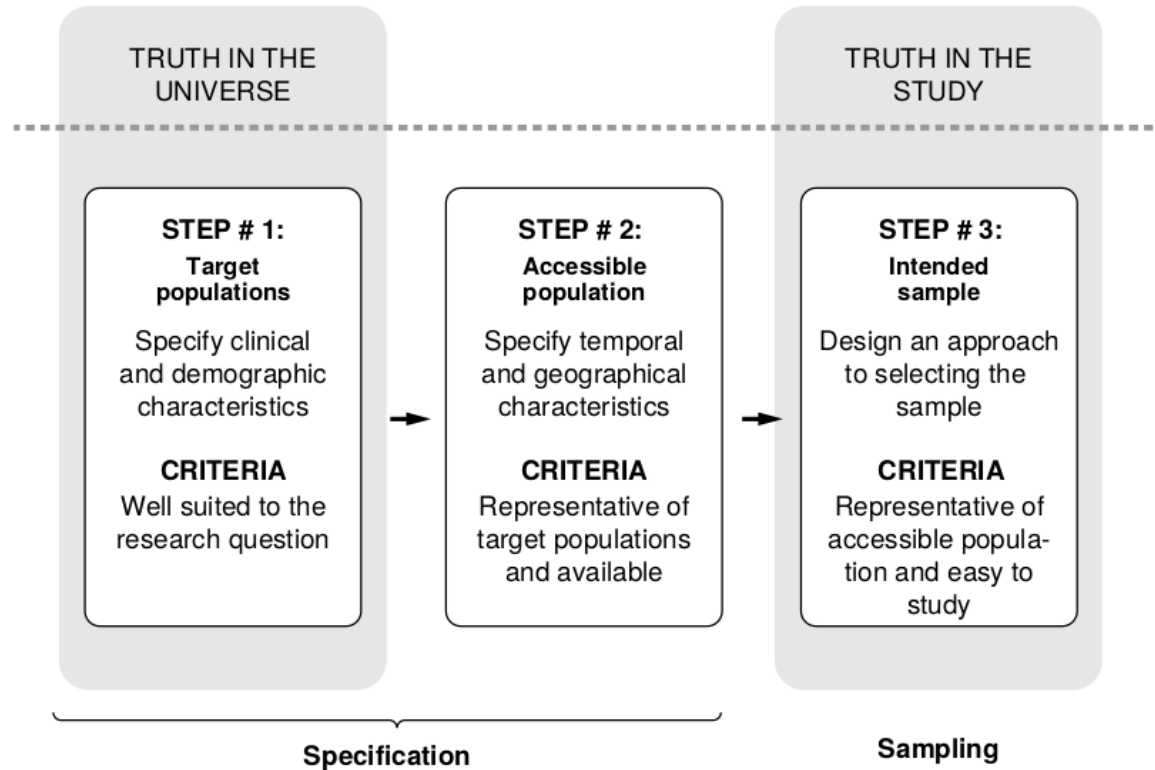 TRUTH IN THE
UNIVERSE
TRUTH IN THE
STUDY
STEP # 1:
Target
populations
Specify clinical
and demographic
characteristics
CRITERIA
Well suited to the
research question
STEP # 2:
Accessible
population
Specify temporal
and geographical
characteristics
CRITERIA
Representative of
target populations
and available
STEP # 3:
Intended
sample
Design an approach
to selecting the
sample
CRITERIA
Representative of
accessible popula-
tion and easy to
study
Specification
Sampling